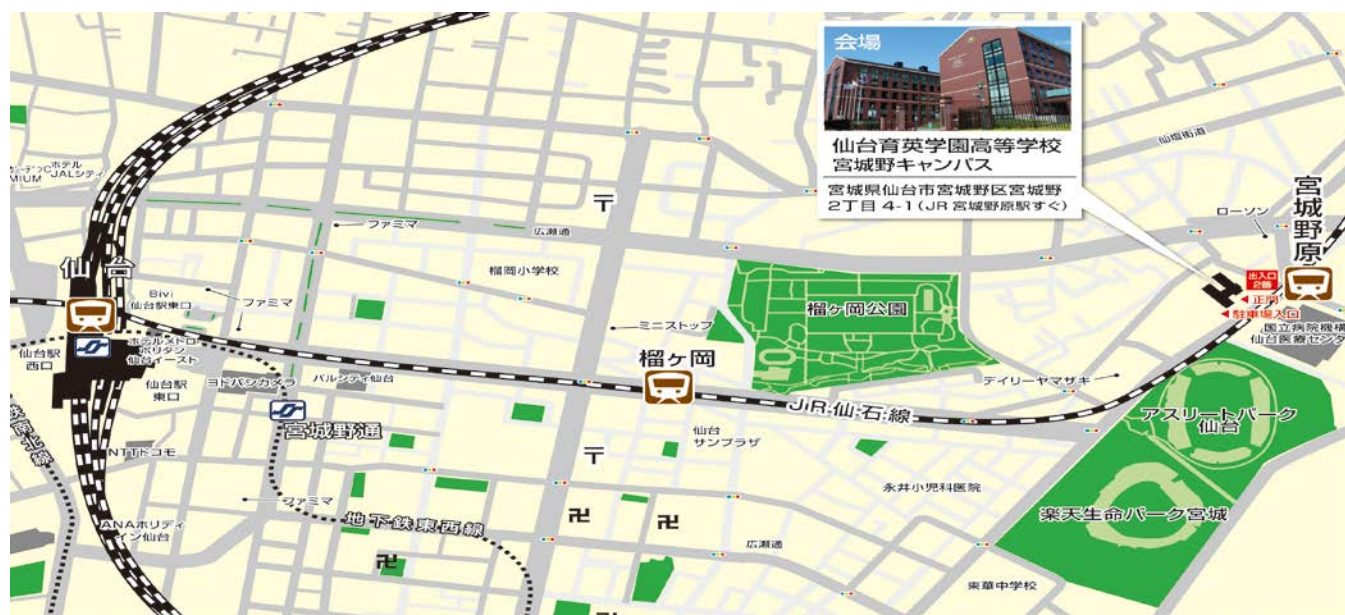 会場
仙台育英学園高等学校
宮城野キャンパス
宮城県仙台市宮城野区宮城野
2丁目 4-1(JR 宮城野原駅すぐ)
仙塩街道
宮城野原
ローソン
出入口
2番
正門
駐車場入口
国立病院機構
仙台医療センタ
ホテル
JALシティ
MIUM
ファミマ
広瀬通
榴岡小学校
仙台
Bivi
仙台駅東口
ファミマ
ミニストップ
榴ヶ岡公園
仙台駅
西口
ホテルメトロ
ポリタン
仙台イースト
仙台駅
東口
ヨドバシカメラ
バルシティ仙台
榴ヶ岡
JR仙石線
デイリーヤマザキ
アスリートパーク
仙台
宮城野通
仙台
サンプラザ
NTTドコモ
永井小児科医院
ファミマ
楽天生命パーク宮城
地下鉄東西線
ANAホリディ
イン仙台
広瀬通
東華中学校